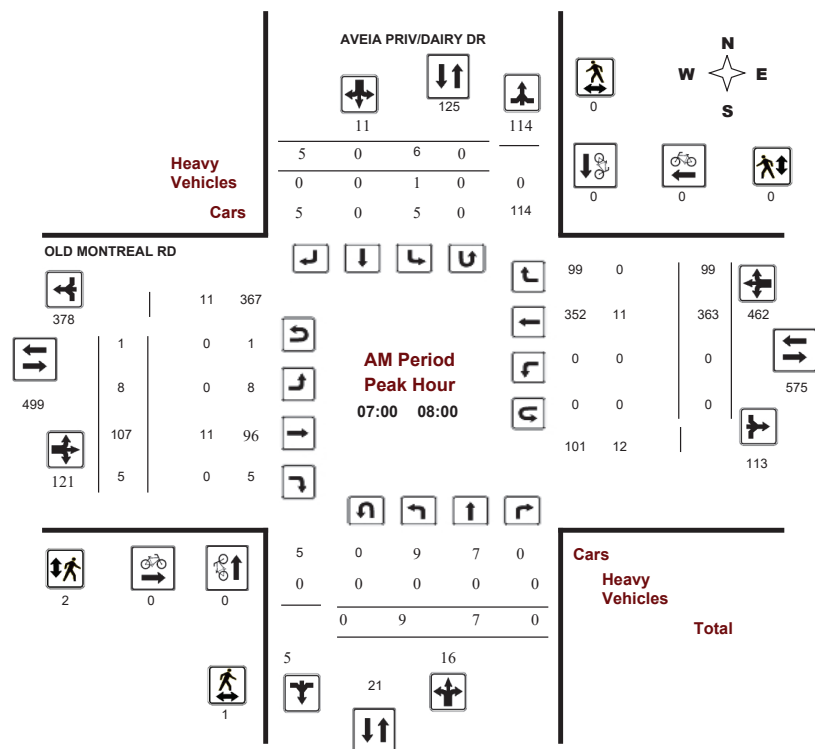 AVEIA PRIV/DAIRY DR
N
W E
S
11 125 114 0
5 0 6 0
Heavy
Vehicles
0 0 1 0 0
Cars
5 0 5 0 114
0 0 0
OLD MONTREAL RD
378
11 367
1 0 1
499
8 0 8
107 11 96
121
5 0 5
AM Period
Peak Hour
07:00 08:00
99 0 99
352 11 363 462
0 0 0
575
0 0 0
101 12
113
2 0 0
1
5 0 9 7 0
0 0 0 0 0
0 9 7 0
5 16
21
Cars
Heavy
Vehicles
Total